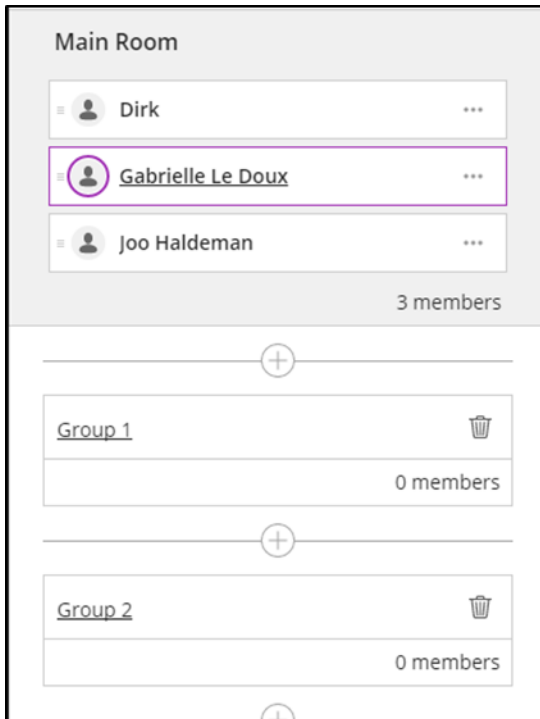 Main Room
Dirk
Gabrielle Le Doux
Joo Haldeman
3 members
Group 1
0 members
Group 2
0 members